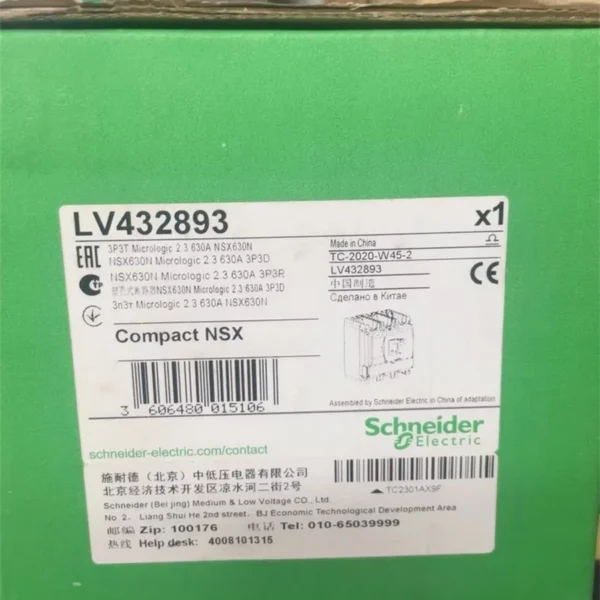 LV432893
x1
3P3T Micrologic 2.3 630A NSX630N
NSX630N Micrologic 2.3 630A 3P3D
NSX630N Micrologic 2.3 630A 3P3R
NSX630N Micrologic 2.3 630A 3P3D
3п3т Micrologic 2.3 630A NSX630N
EAC
TC-2020-W45-2
LV432893
中国制造
Сделано в Китае
CE
Compact NSX
3 606480 015106
Assembled by Schneider Electric in China of adaptation
schneider-electric.com/contact
Schneider
Electric
施耐德（北京）中低压电器有限公司
北京经济技术开发区凉水河二街2号
Schneider (Bei jing) Medium & Low Voltage CO., Ltd.
No. 2, Liang Shui He 2nd street, BJ Economic Technological Development Area
邮编 Zip: 100176 电话 Tel: 010-65039999
热线 Help desk: 4008101315
TC2301AX9F